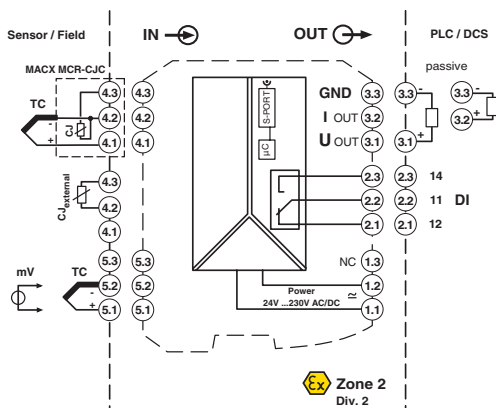 Sensor / Field
IN
OUT
PLC / DCS
MACX MCR-CJC
passive
TC
CJ
-
+
4.3
4.2
4.1
4.3
4.2
4.1
S-PORT
µC
GND
I OUT
U OUT
3.3
3.2
3.1
3.3
3.1
-
+
3.3
3.2
-
+
CJ external
4.3
4.2
4.1
2.3
2.2
2.1
2.3
2.2
2.1
14
11
12
DI
mV
TC
-
+
5.3
5.2
5.1
5.3
5.2
5.1
NC
1.3
Power
24V ...230V AC/DC
≃
1.2
1.1
Ex
Zone 2
Div. 2